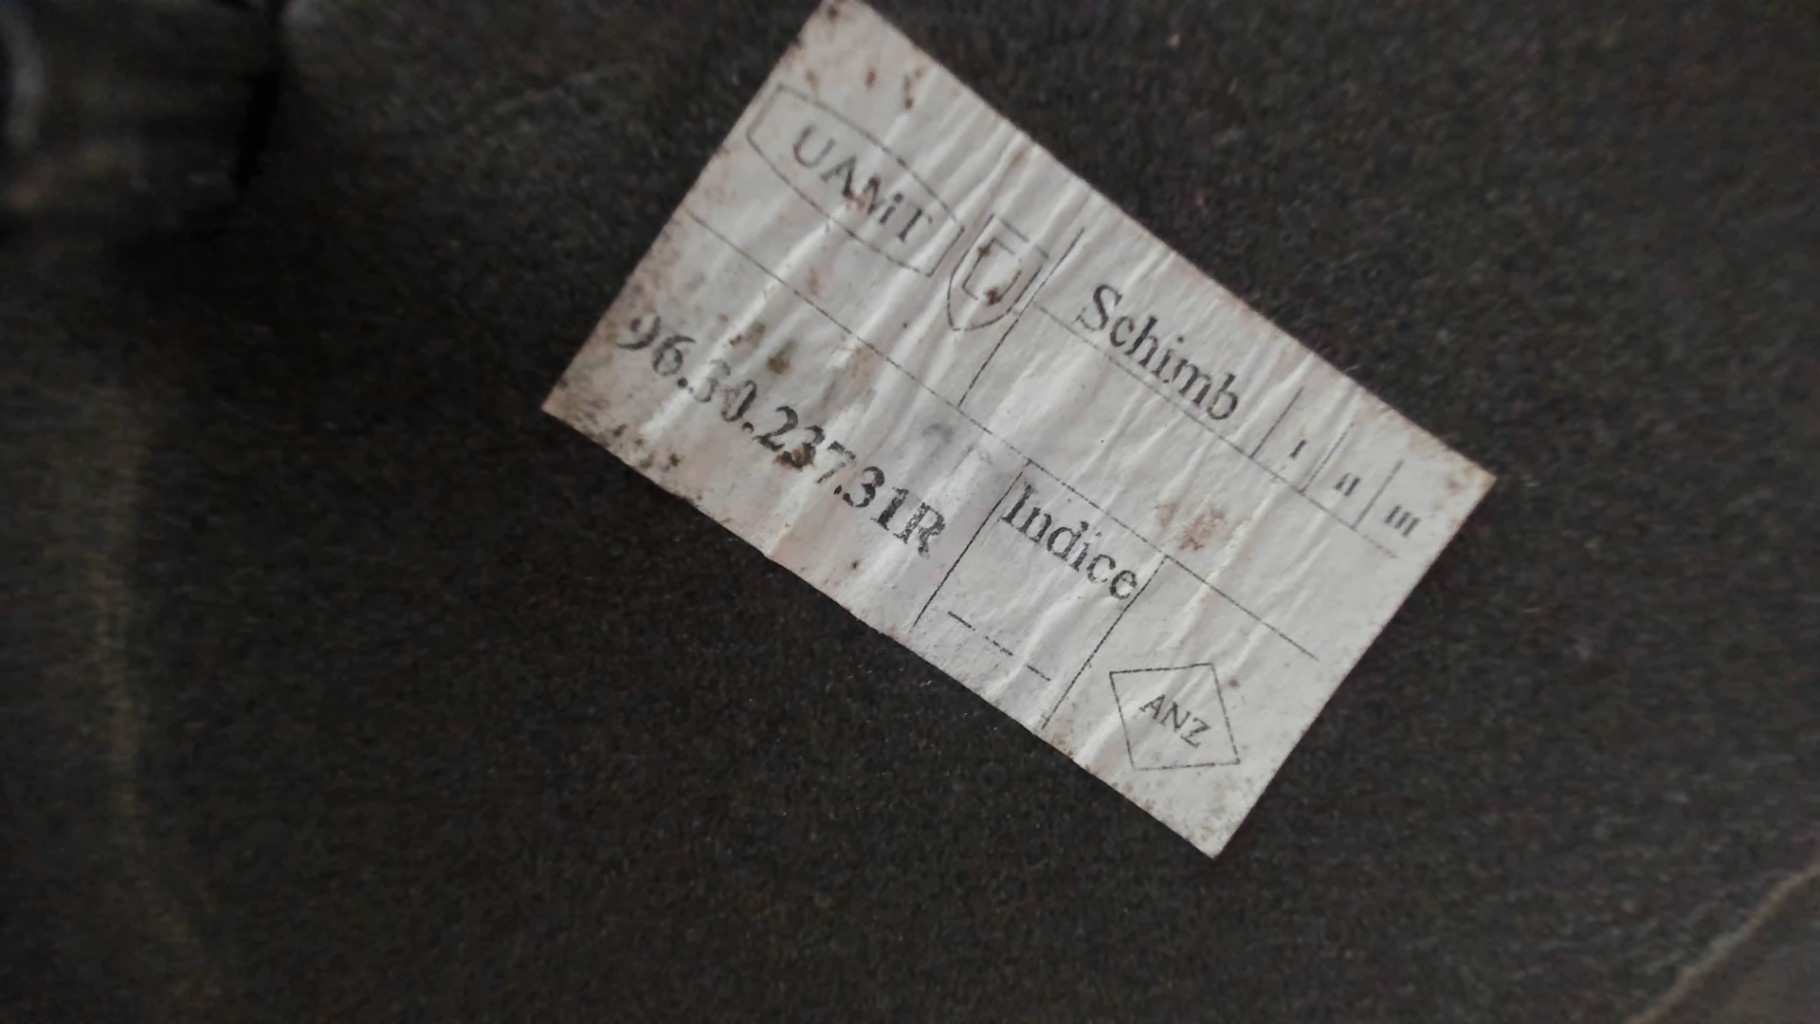 UAMT
Schimb
I II III
96.30.237.31R
Indice
ANZ